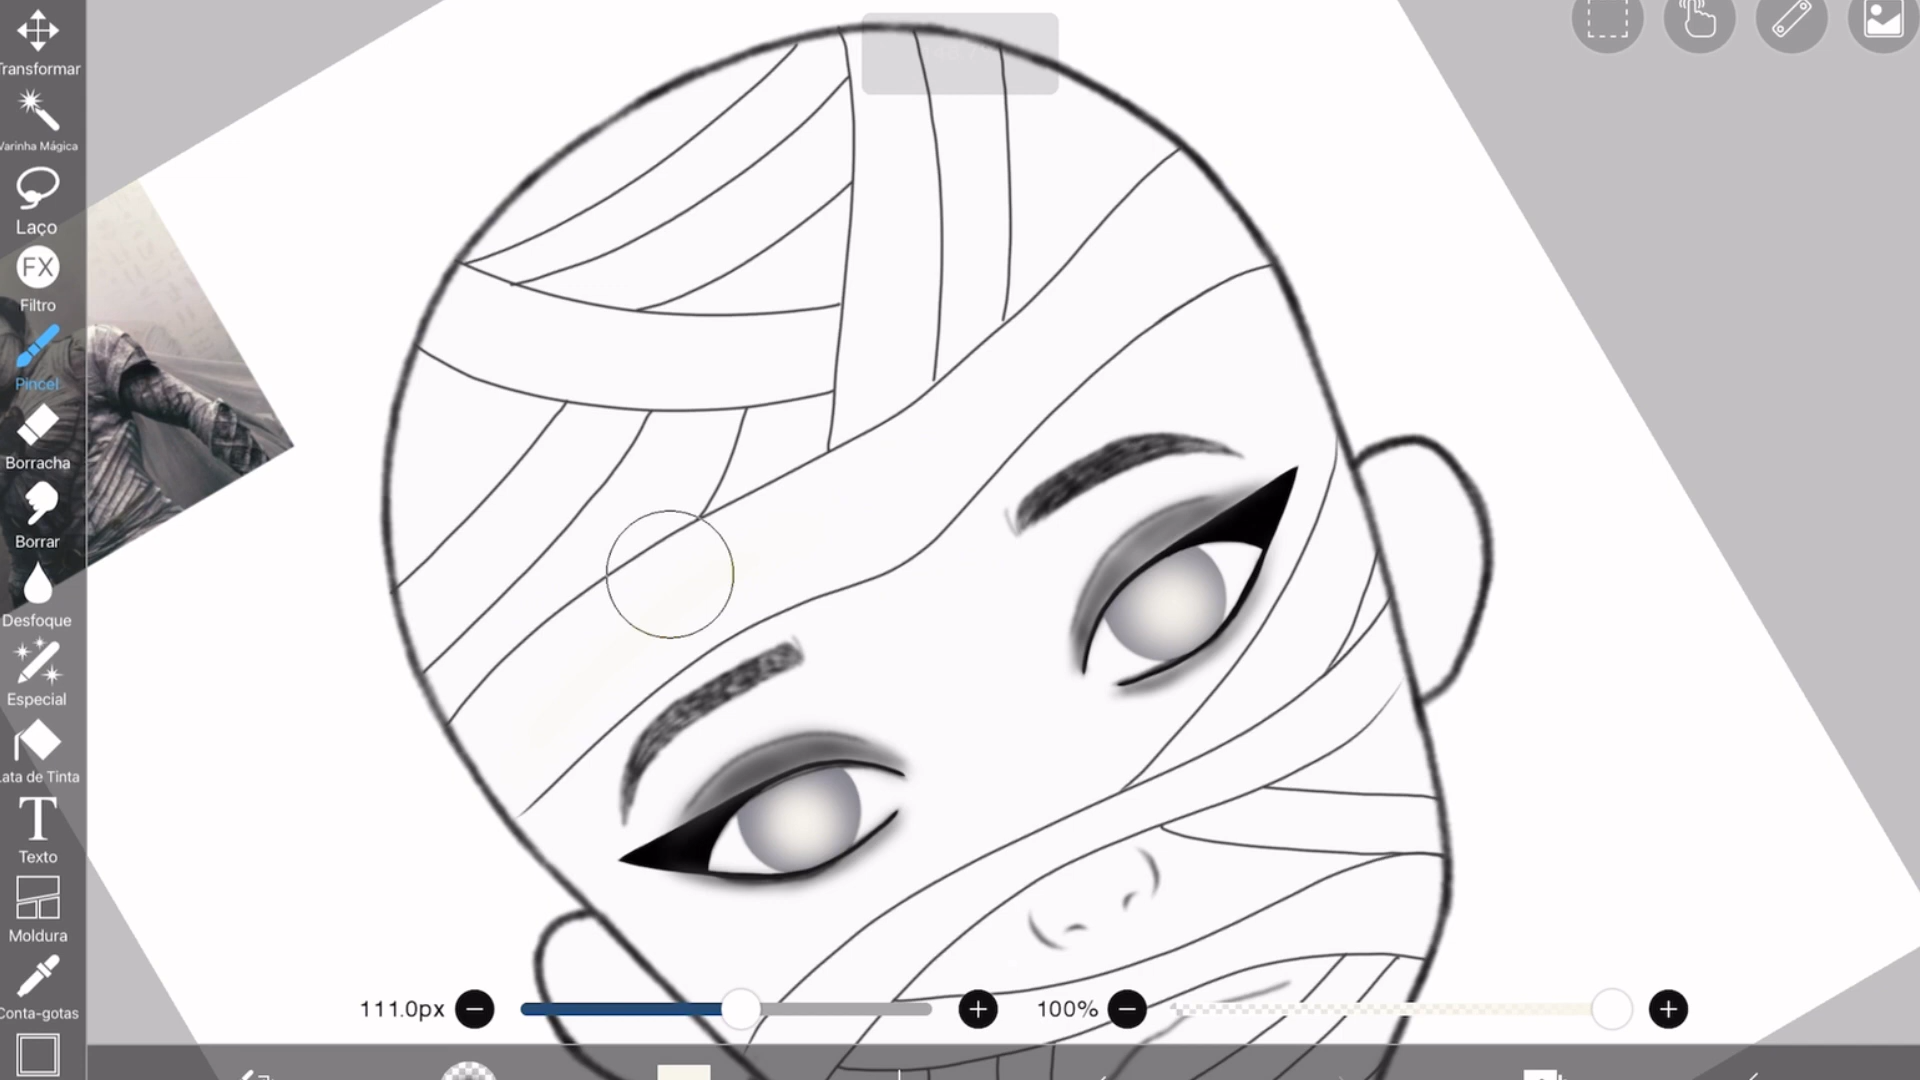 Transformar
Varinha Mágica
Laço
FX
Filtro
Pincel
Borracha
Borrar
Desfoque
Especial
Lata de Tinta
T
Texto
Moldura
Conta-gotas
111.0px
100%